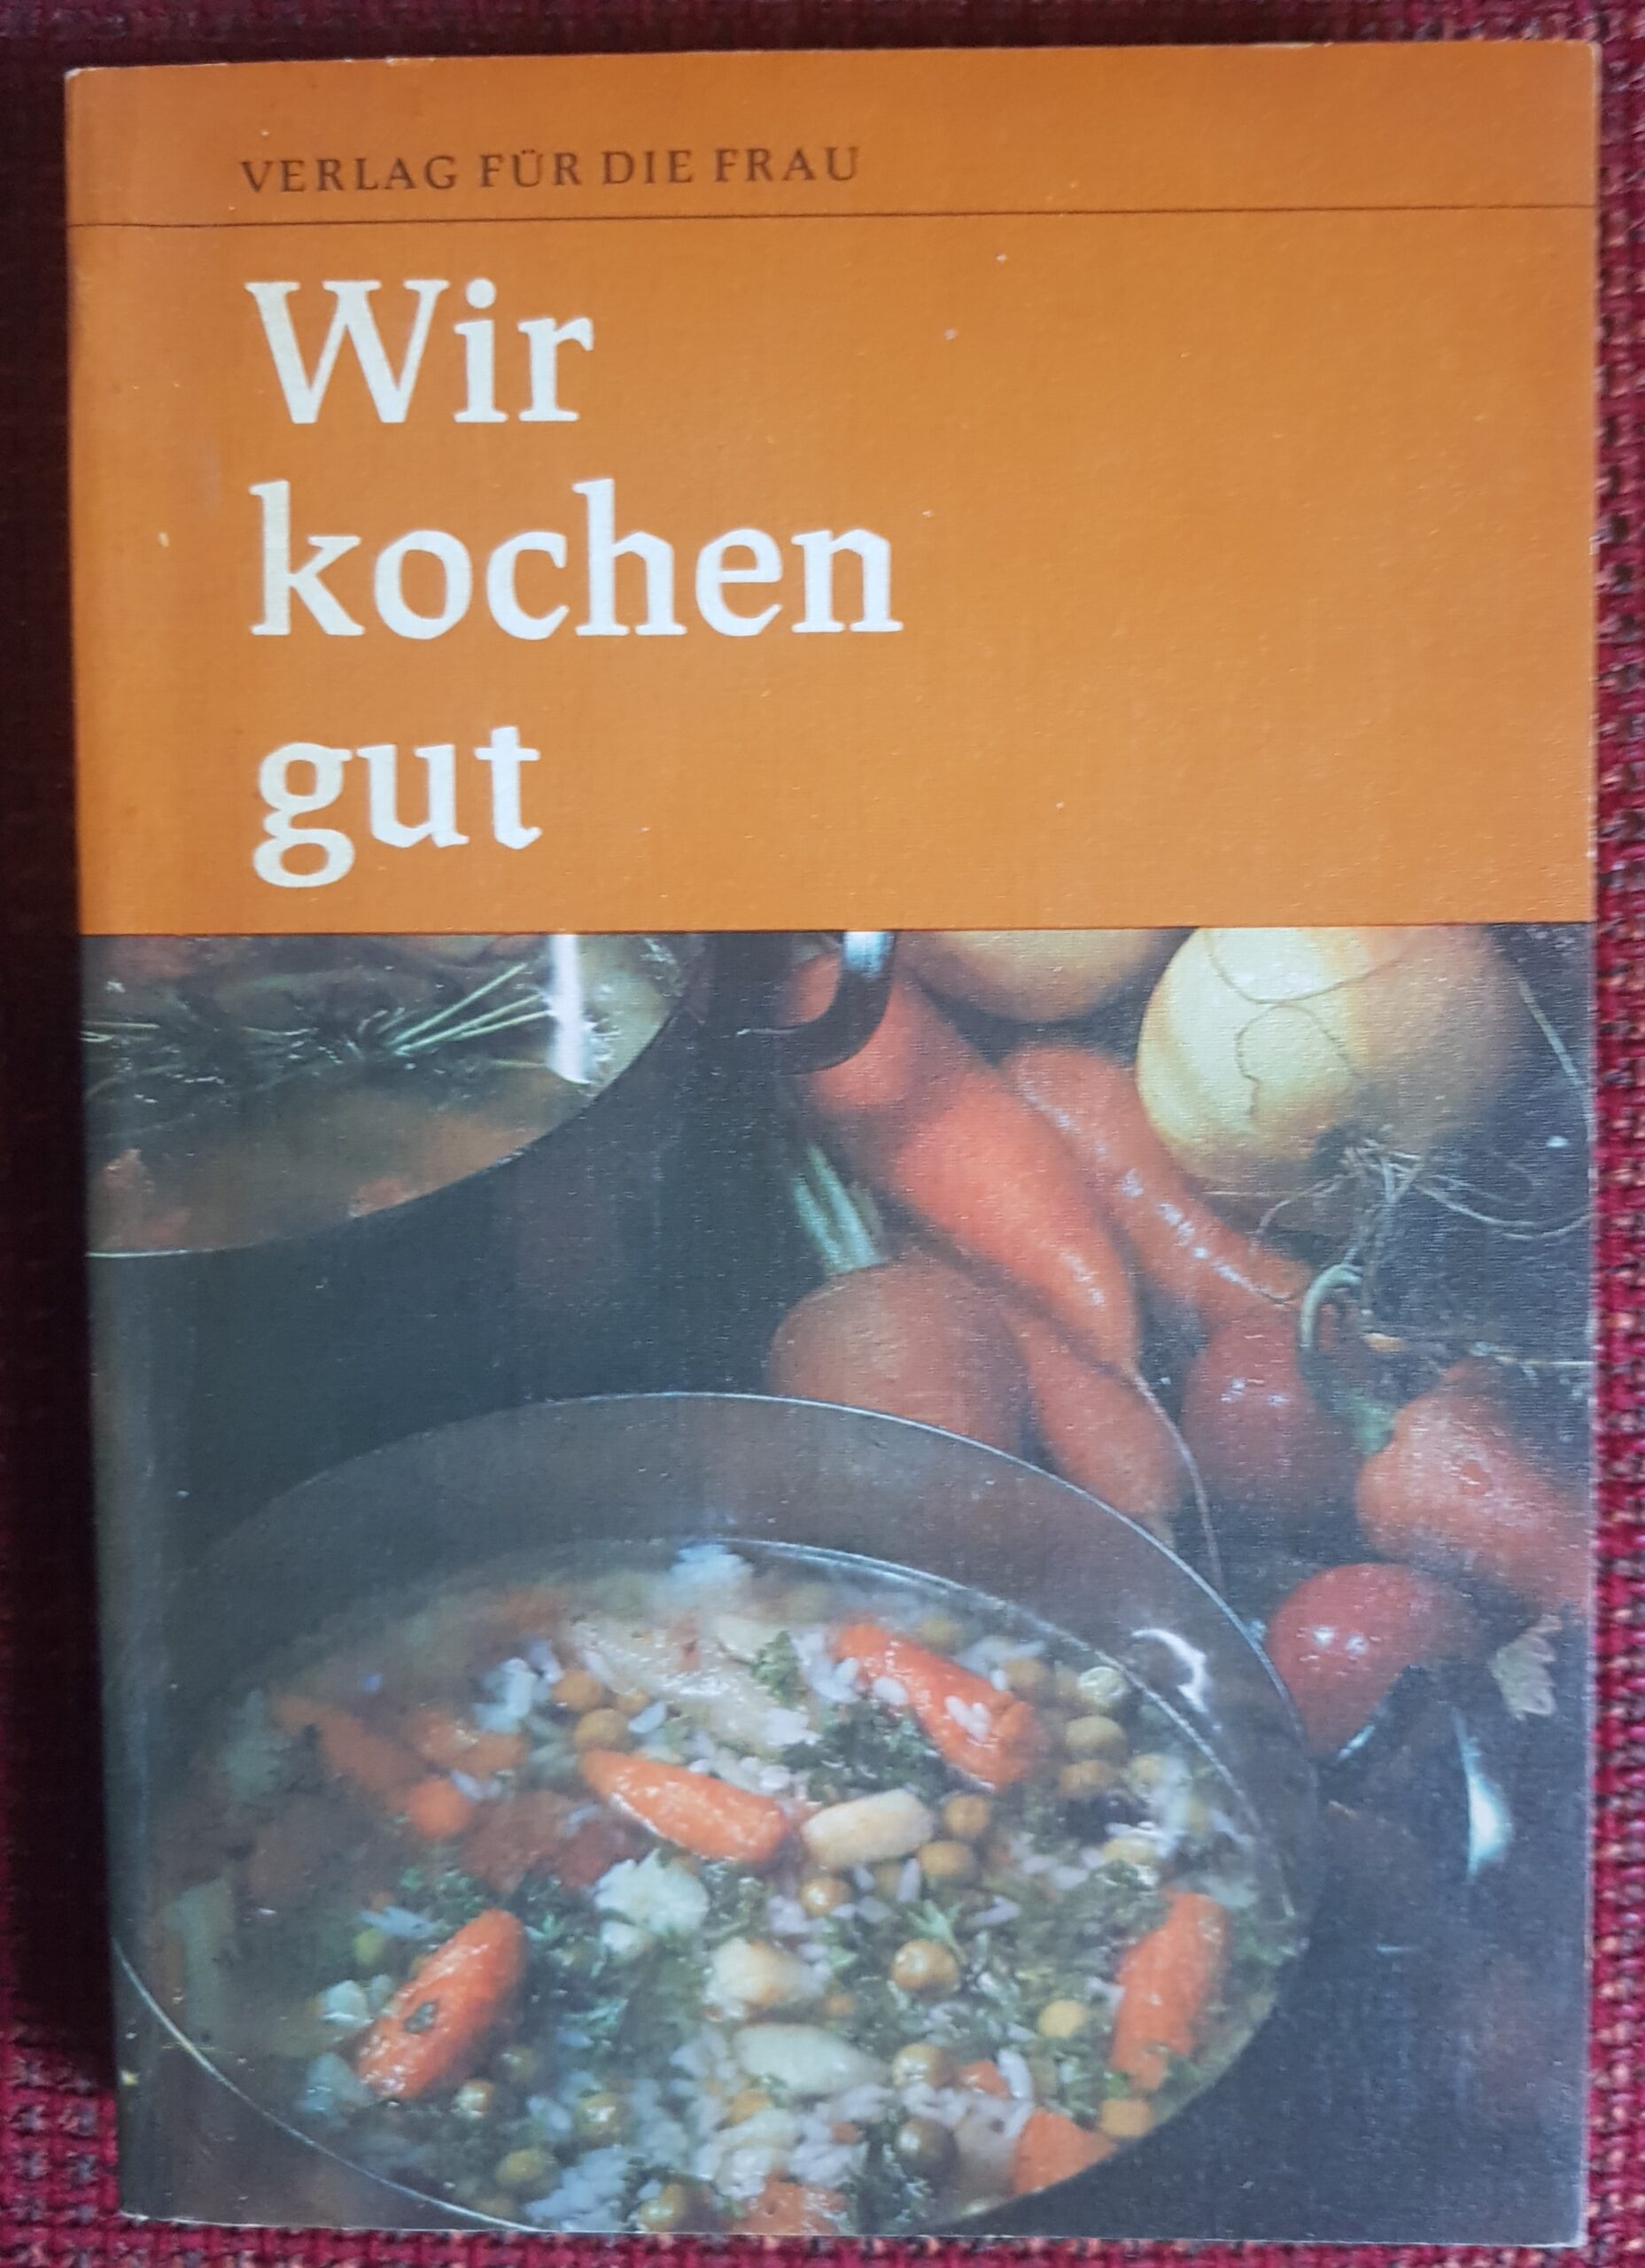 VERLAG FÜR DIE FRAU
Wir
kochen
gut